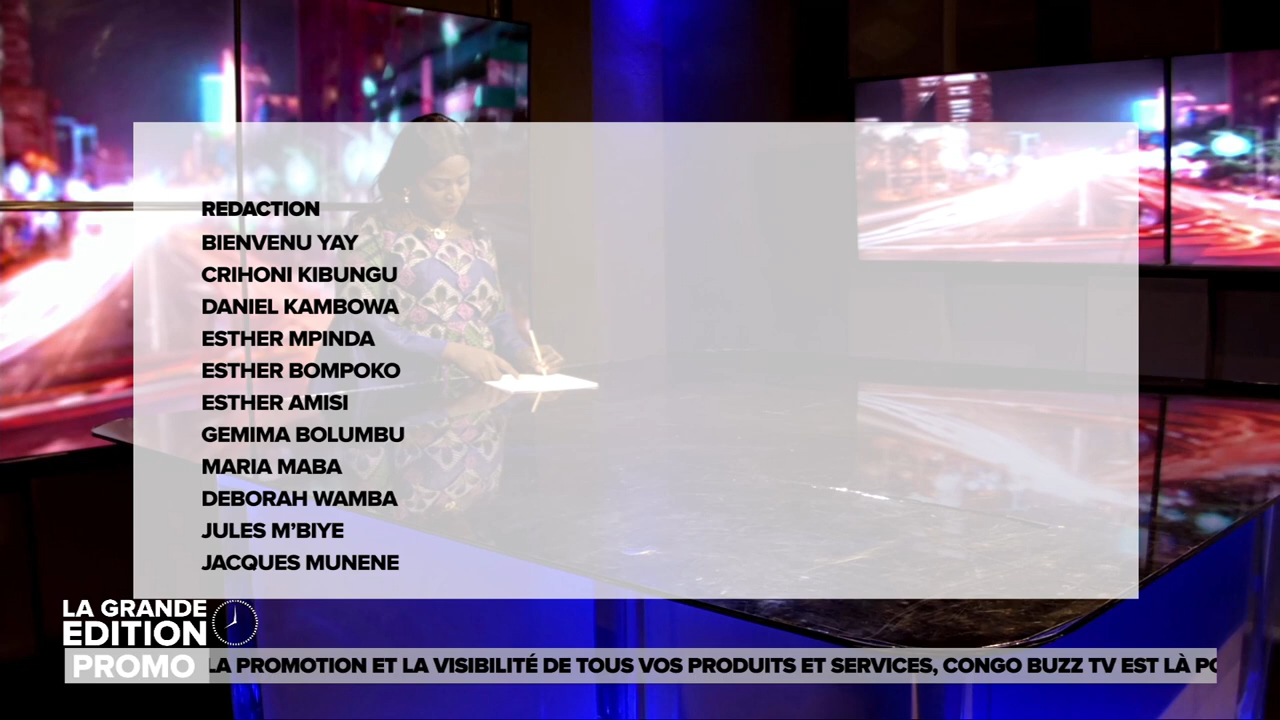 REDACTION
BIENVENU YAY
CRIHONI KIBUNGU
DANIEL KAMBOWA
ESTHER MPINDA
ESTHER BOMPOKO
ESTHER AMISI
GEMIMA BOLUMBU
MARIA MABA
DEBORAH WAMBA
JULES M’BIYE
JACQUES MUNENE
LA GRANDE
EDITION
PROMO
LA PROMOTION ET LA VISIBILITÉ DE TOUS VOS PRODUITS ET SERVICES, CONGO BUZZ TV EST LÀ